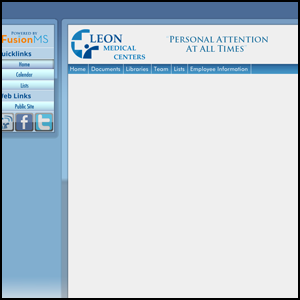 POWERED BY
FusionMS
uicklinks
Home
Calendar
Lists
Web Links
Public Site
LEON
MEDICAL
CENTERS
"PERSONAL ATTENTION
AT ALL TIMES"
Home | Documents | Libraries | Team | Lists | Employee Information